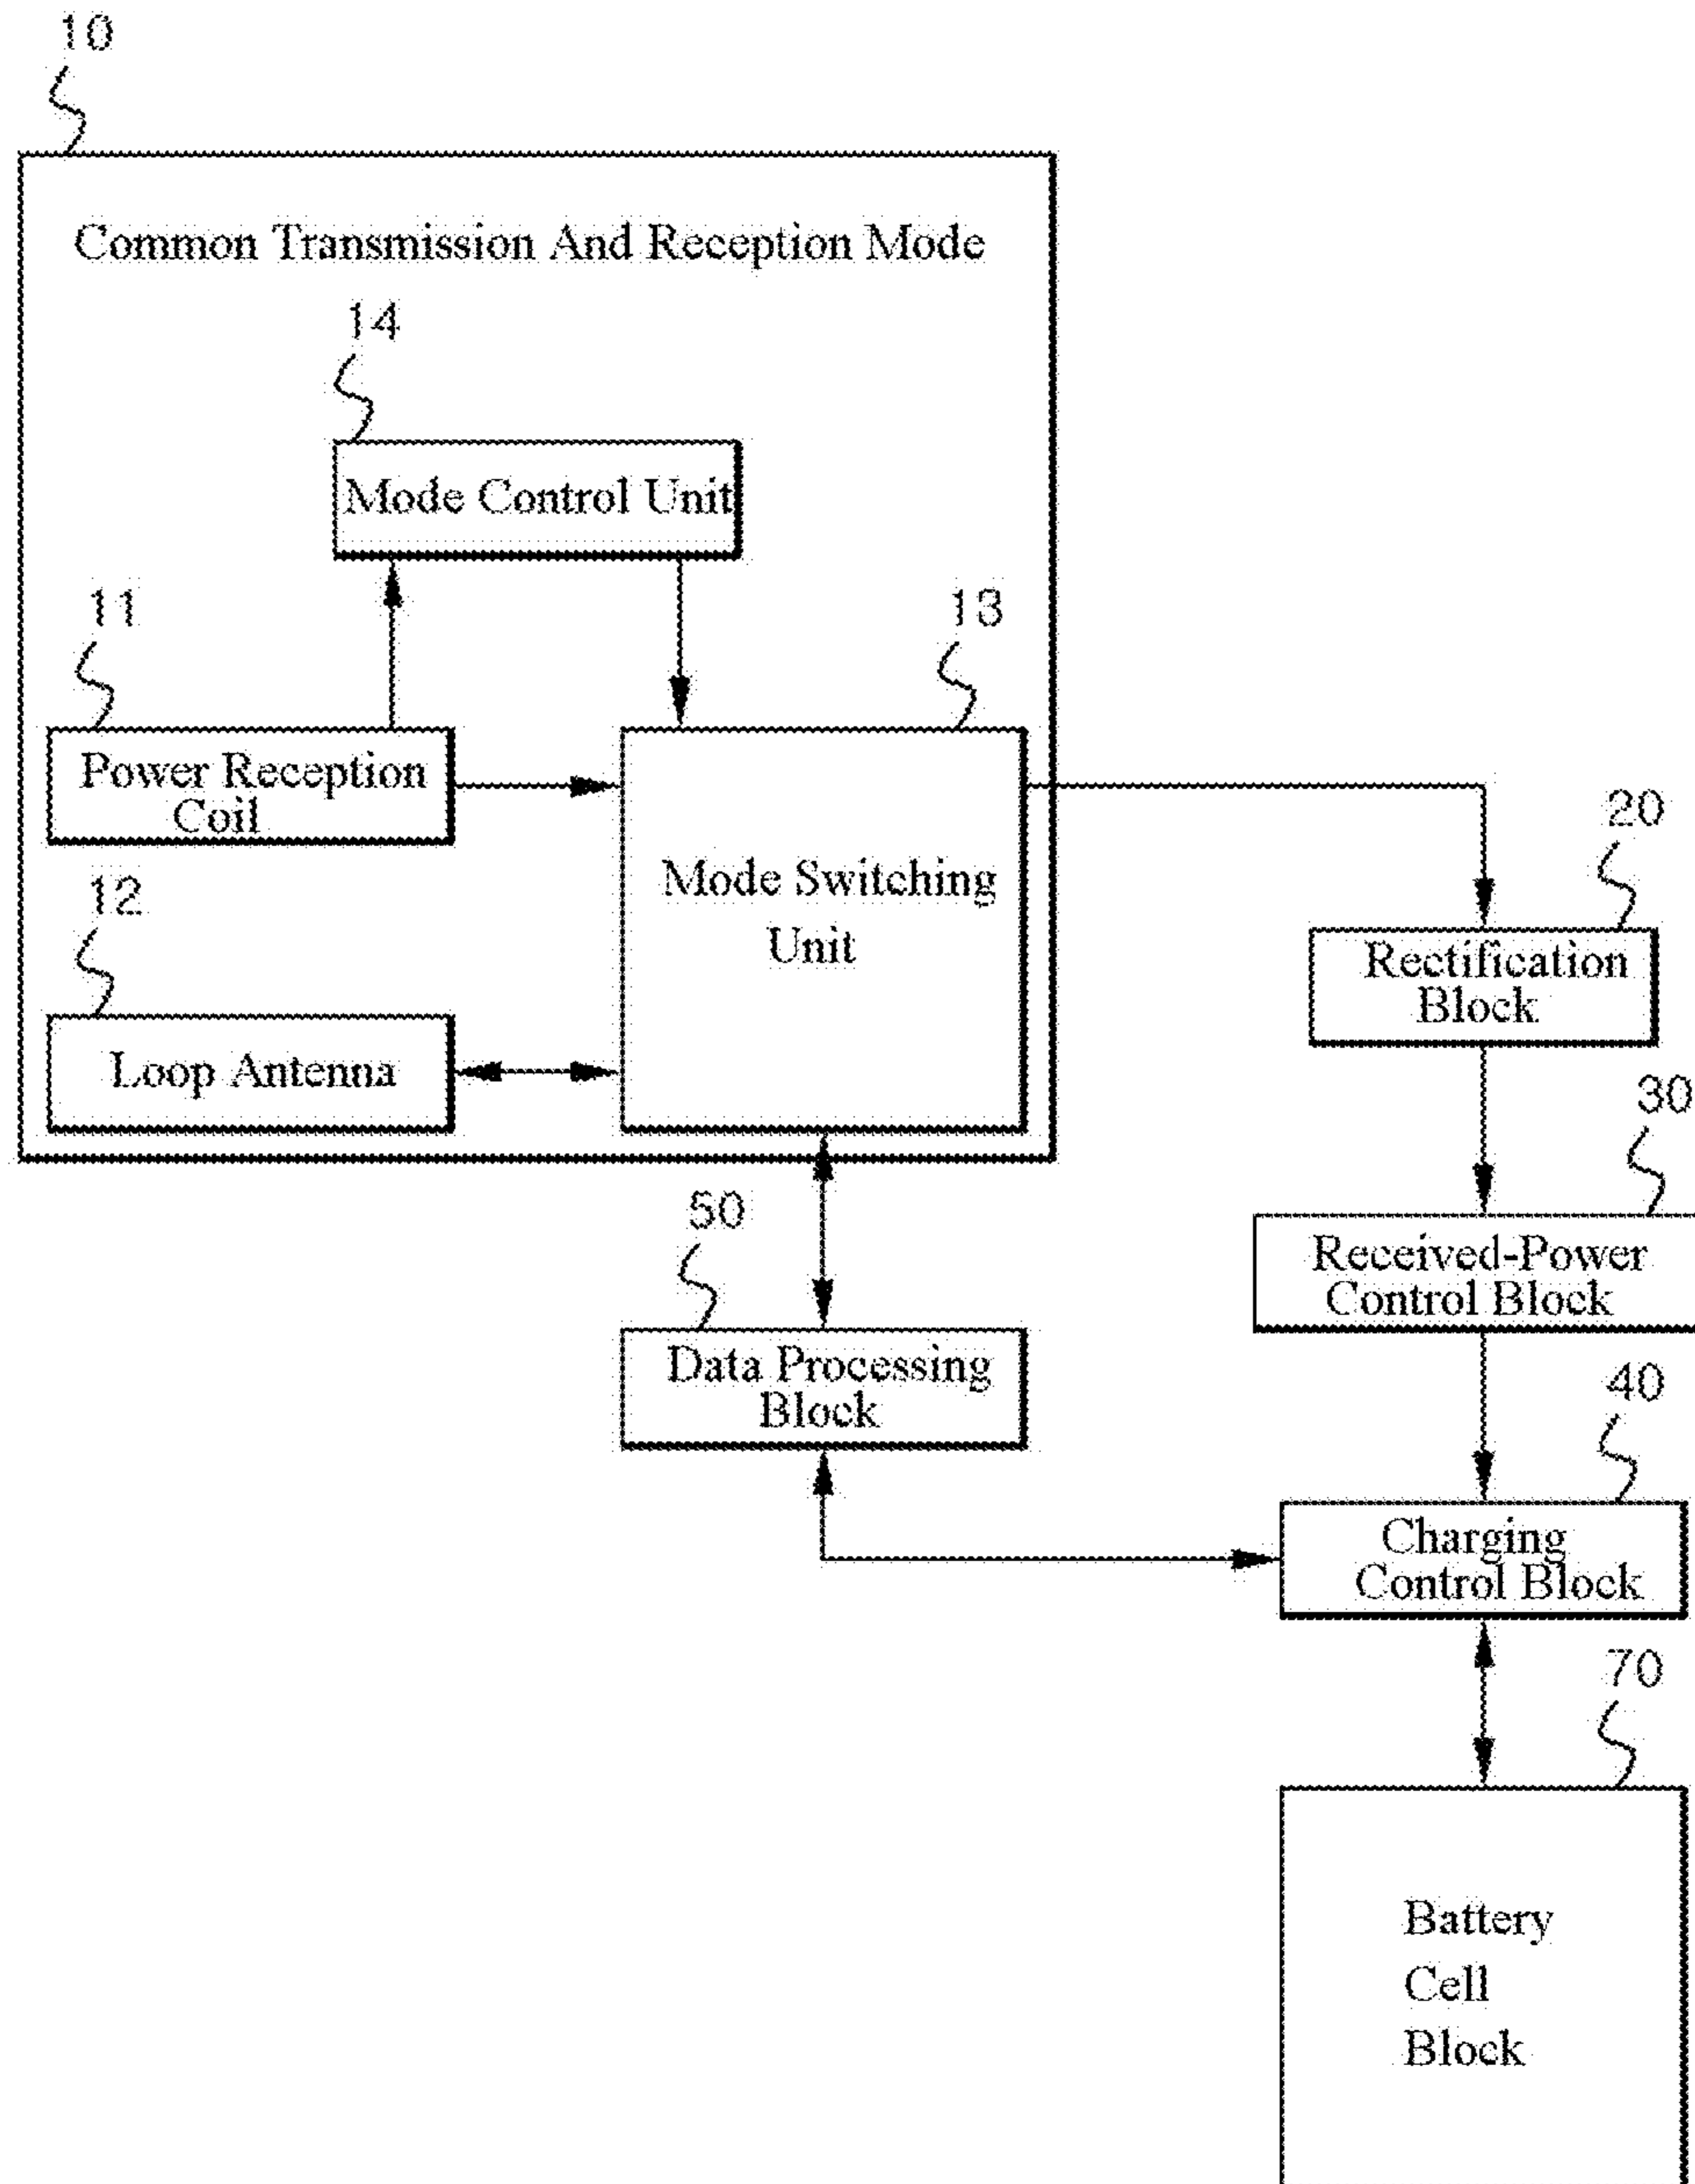 10
Common Transmission And Reception Mode
14
Mode Control Unit
11
13
Power Reception
Coil
20
12
Mode Switching
Unit
Rectification
Block
Loop Antenna
30
50
Received-Power
Control Block
Data Processing
Block
40
Charging
Control Block
70
Battery
Cell
Block